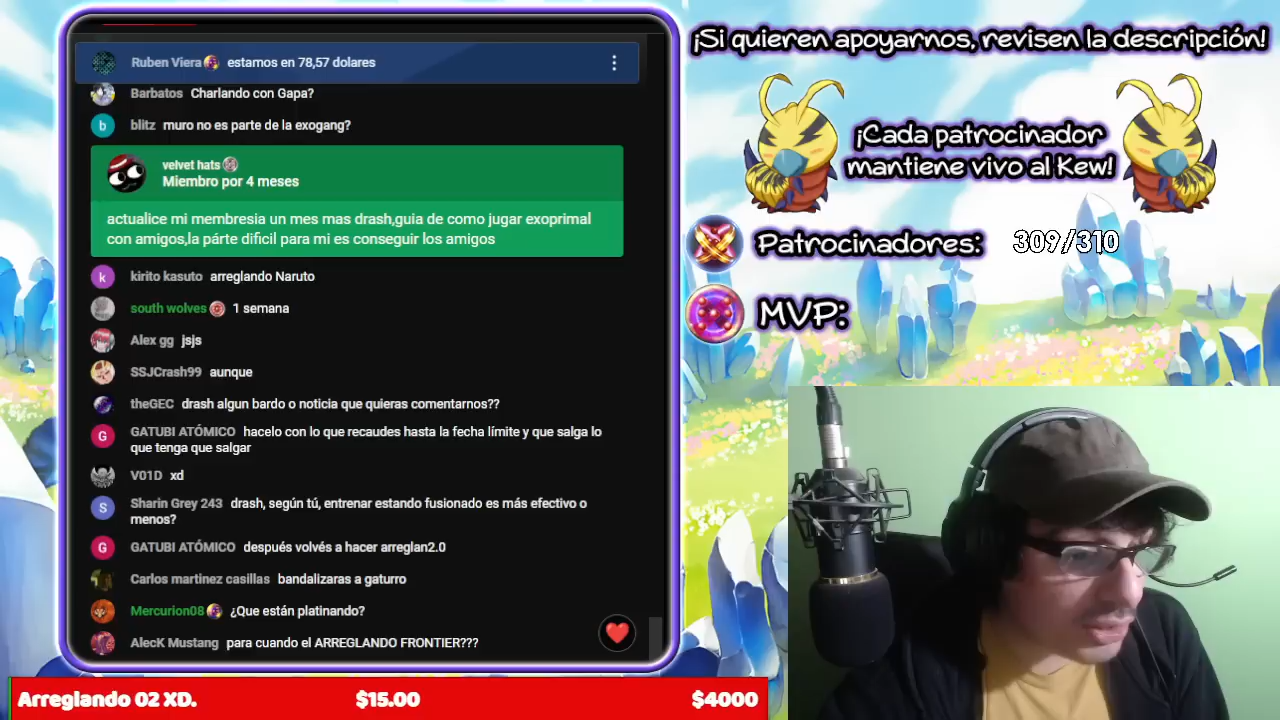 Ruben Viera estamos en 78,57 dolares
Barbatos Charlando con Gapa?
b blitz muro no es parte de la exogang?
velvet hats
Miembro por 4 meses
actualice mi membresia un mes mas drash,guia de como jugar exoprimal
con amigos,la párte dificil para mi es conseguir los amigos
k kirito kasuto arreglando Naruto
south wolves 1 semana
Alex gg jsjs
SSJCrash99 aunque
theGEC drash algun bardo o noticia que quieras comentarnos??
G GATUBI ATÓMICO hacelo con lo que recaudes hasta la fecha límite y que salga lo
que tenga que salgar
V01D xd
S Sharin Grey 243 drash, según tú, entrenar estando fusionado es más efectivo o
menos?
G GATUBI ATÓMICO después volvés a hacer arreglan2.0
Carlos martinez casillas bandalizaras a gaturro
Mercurion08 ¿Que están platinando?
AlecK Mustang para cuando el ARREGLANDO FRONTIER???
Arreglando 02 XD. $15.00 $4000
¡Si quieren apoyarnos, revisen la descripción!
¡Cada patrocinador
mantiene vivo al Kew!
Patrocinadores: 309/310
MVP: